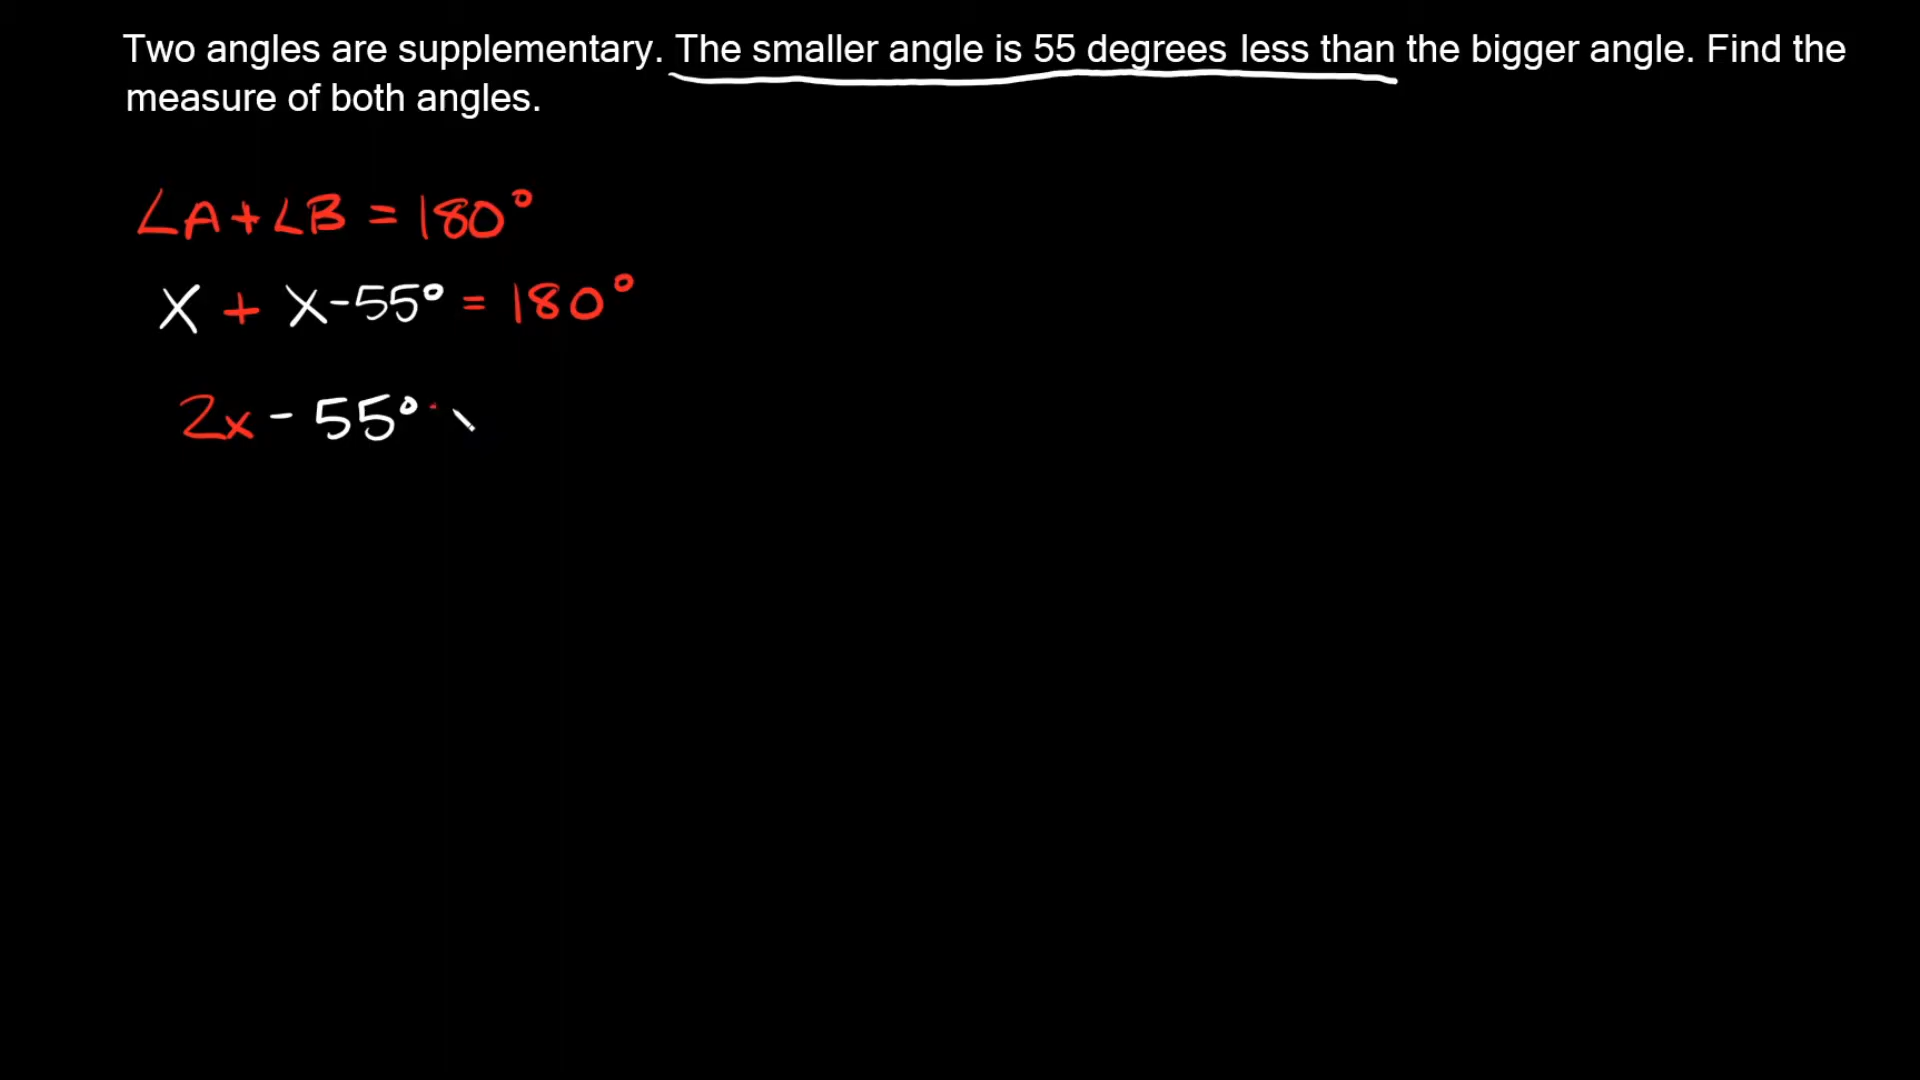 Two angles are supplementary. The smaller angle is 55 degrees less than the bigger angle. Find the
measure of both angles.
∠A+∠B = 180°
X + X-55° = 180°
2x - 55°